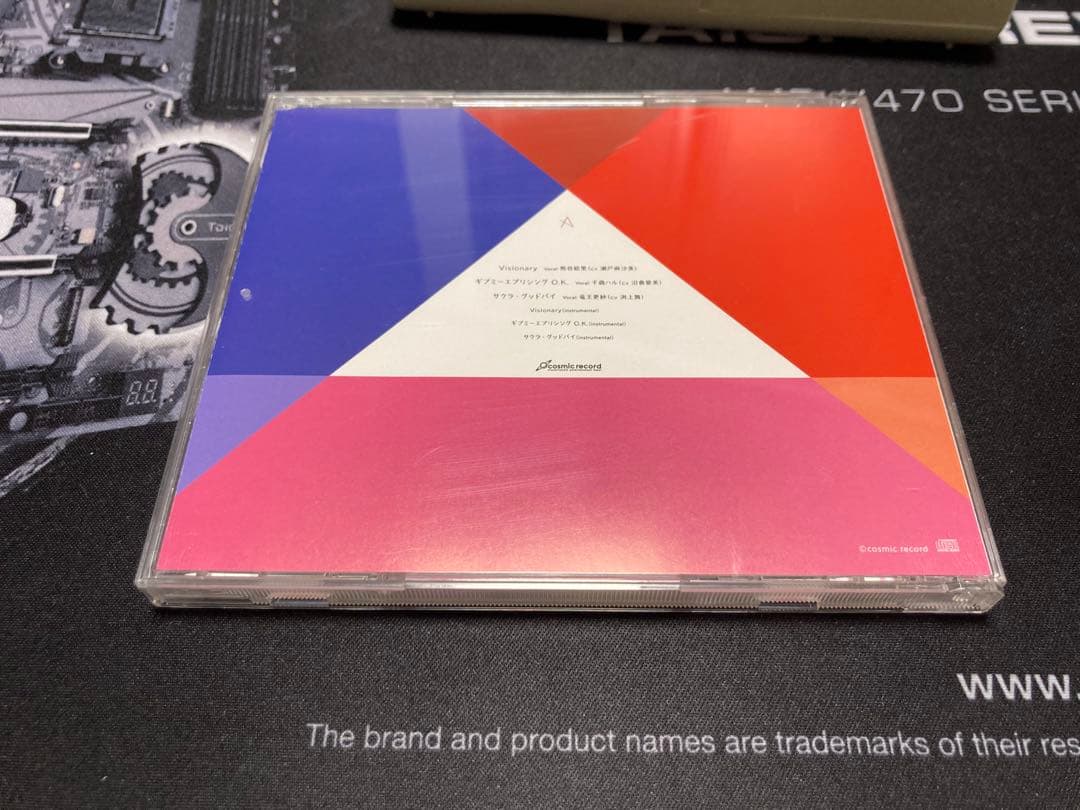 470 SERI
Taic
A
Visionary Vocal:熊谷絵里(cv 瀬戸麻沙美)
ギブミーエブリシング O.K. Vocal:千歳ハル(cv 沼倉愛美)
サウラ・グッドバイ Vocal:竜王更紗(cv 渕上舞)
Visionary(instrumental)
ギブミーエブリシング O.K.(instrumental)
サウラ・グッドバイ(instrumental)
cosmic record
©cosmic record
www.
The brand and product names are trademarks of their res